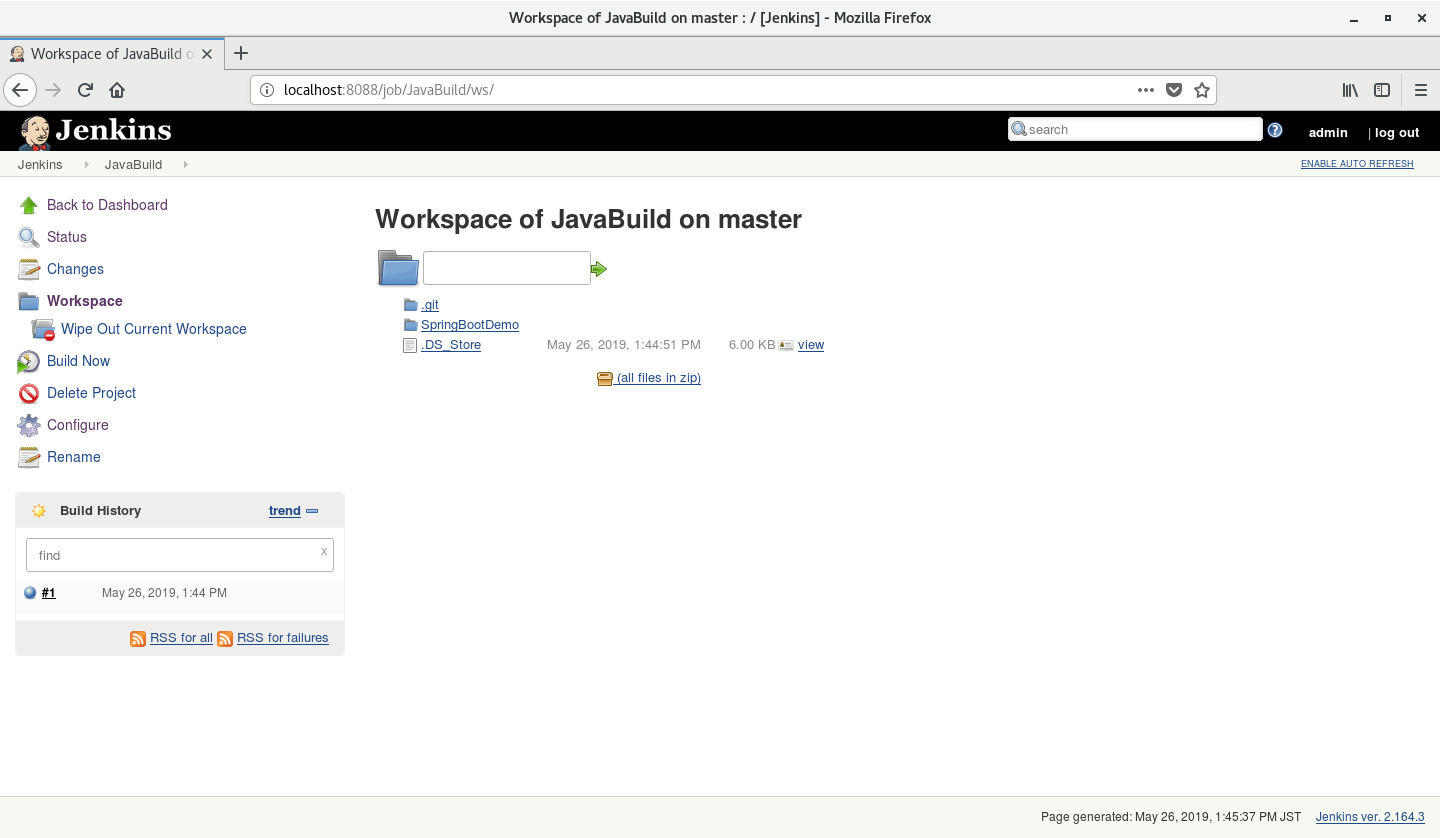 Workspace of JavaBuild on master : / [Jenkins] - Mozilla Firefox
Workspace of JavaBuild o
localhost:8088/job/JavaBuild/ws/
Jenkins
search
admin | log out
Jenkins JavaBuild
ENABLE AUTO REFRESH
Back to Dashboard
Status
Changes
Workspace
Wipe Out Current Workspace
Build Now
Delete Project
Configure
Rename
Build History trend
find x
#1 May 26, 2019, 1:44 PM
RSS for all RSS for failures
Workspace of JavaBuild on master
.git
SpringBootDemo
.DS_Store May 26, 2019, 1:44:51 PM 6.00 KB view
(all files in zip)
Page generated: May 26, 2019, 1:45:37 PM JST Jenkins ver. 2.164.3